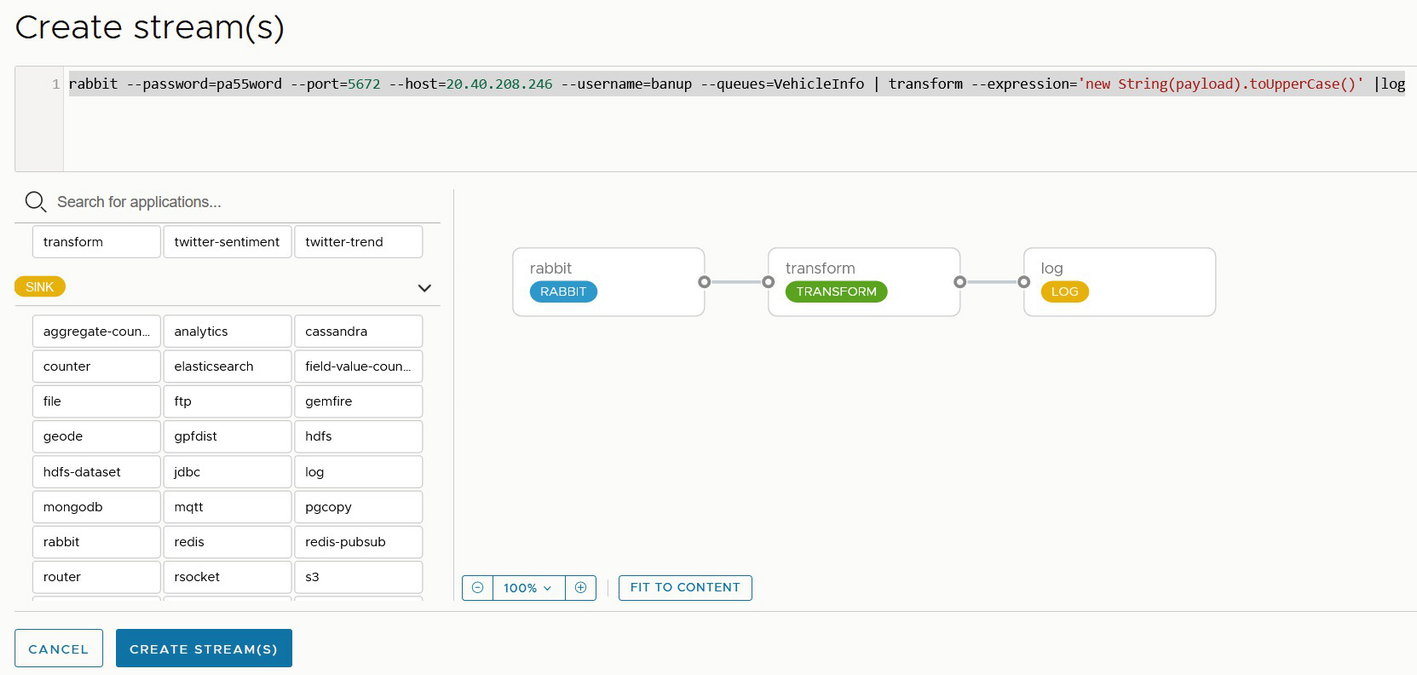 Create stream(s)
1 rabbit --password=pa55word --port=5672 --host=20.40.208.246 --username=banup --queues=VehicleInfo | transform --expression='new String(payload).toUpperCase()' |log
Search for applications...
transform twitter-sentiment twitter-trend
SINK
aggregate-coun... analytics cassandra
counter elasticsearch field-value-coun...
file ftp gemfire
geode gpfdist hdfs
hdfs-dataset jdbc log
mongodb mqtt pgcopy
rabbit redis redis-pubsub
router rsocket s3
rabbit
RABBIT
transform
TRANSFORM
log
LOG
100%
FIT TO CONTENT
CANCEL
CREATE STREAM(S)